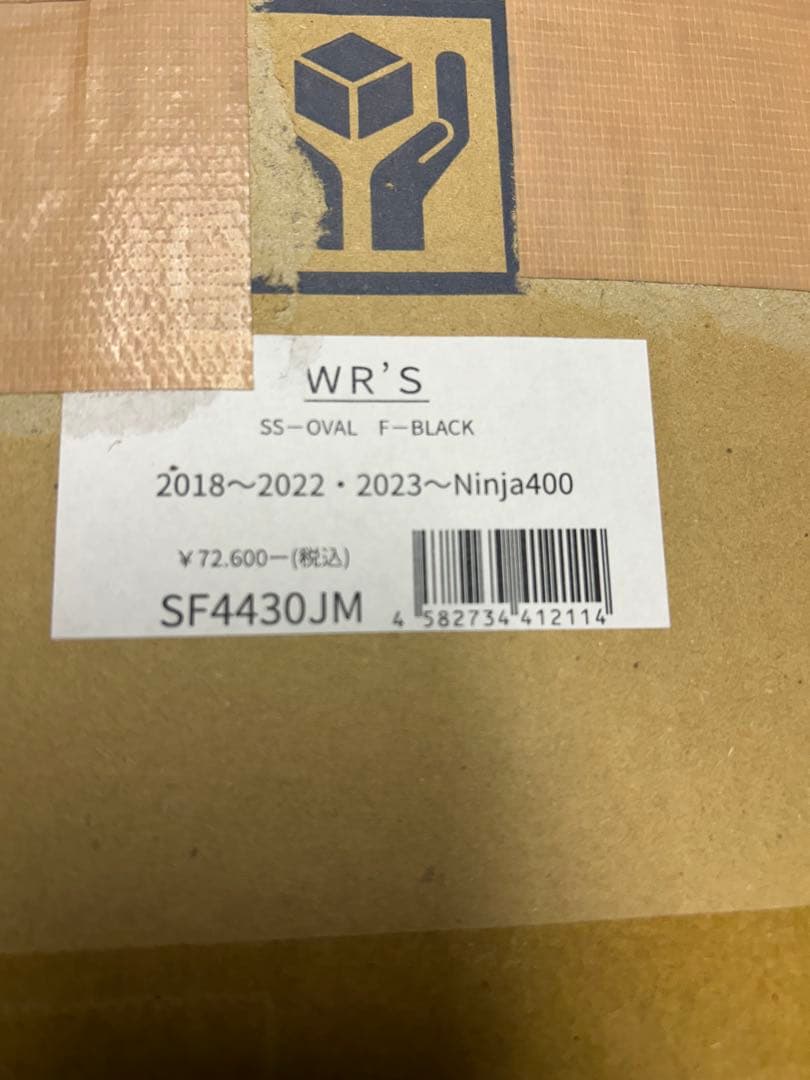 WR'S
SS－OVAL　F－BLACK
2018～2022・2023～Ninja400
￥72.600－(税込)
SF4430JM
4 582734 412114